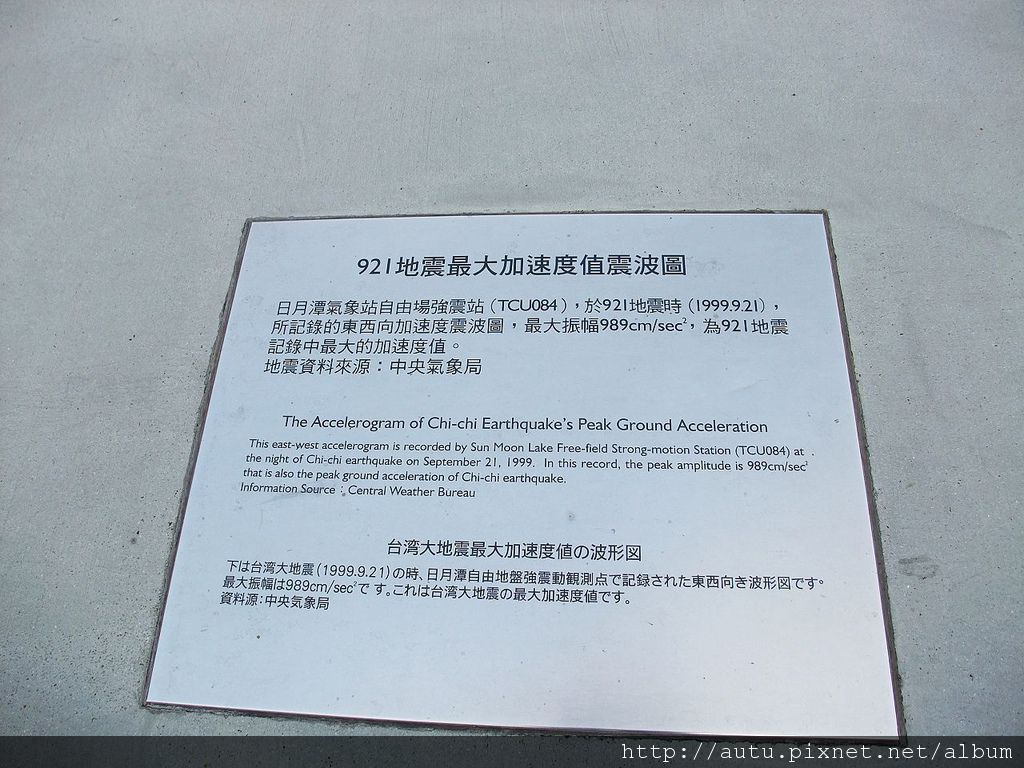 921地震最大加速度值震波圖
日月潭氣象站自由場強震站（TCU084），於921地震時（1999.9.21），
所記錄的東西向加速度震波圖，最大振幅989cm/sec²，為921地震
記錄中最大的加速度值。
地震資料來源：中央氣象局
The Accelerogram of Chi-chi Earthquake's Peak Ground Acceleration
This east-west accelerogram is recorded by Sun Moon Lake Free-field Strong-motion Station (TCU084) at .
the night of Chi-chi earthquake on September 21, 1999. In this record, the peak amplitude is 989cm/sec²
that is also the peak ground acceleration of Chi-chi earthquake.
Information Source：Central Weather Bureau
台湾大地震最大加速度値の波形図
下は台湾大地震（1999.9.21）の時、日月潭自由地盤強震動観測点で記録された東西向き波形図です。
最大振幅は989cm/sec²で す。これは台湾大地震の最大加速度値です。
資料源：中央気象局
http://autu.pixnet.net/album